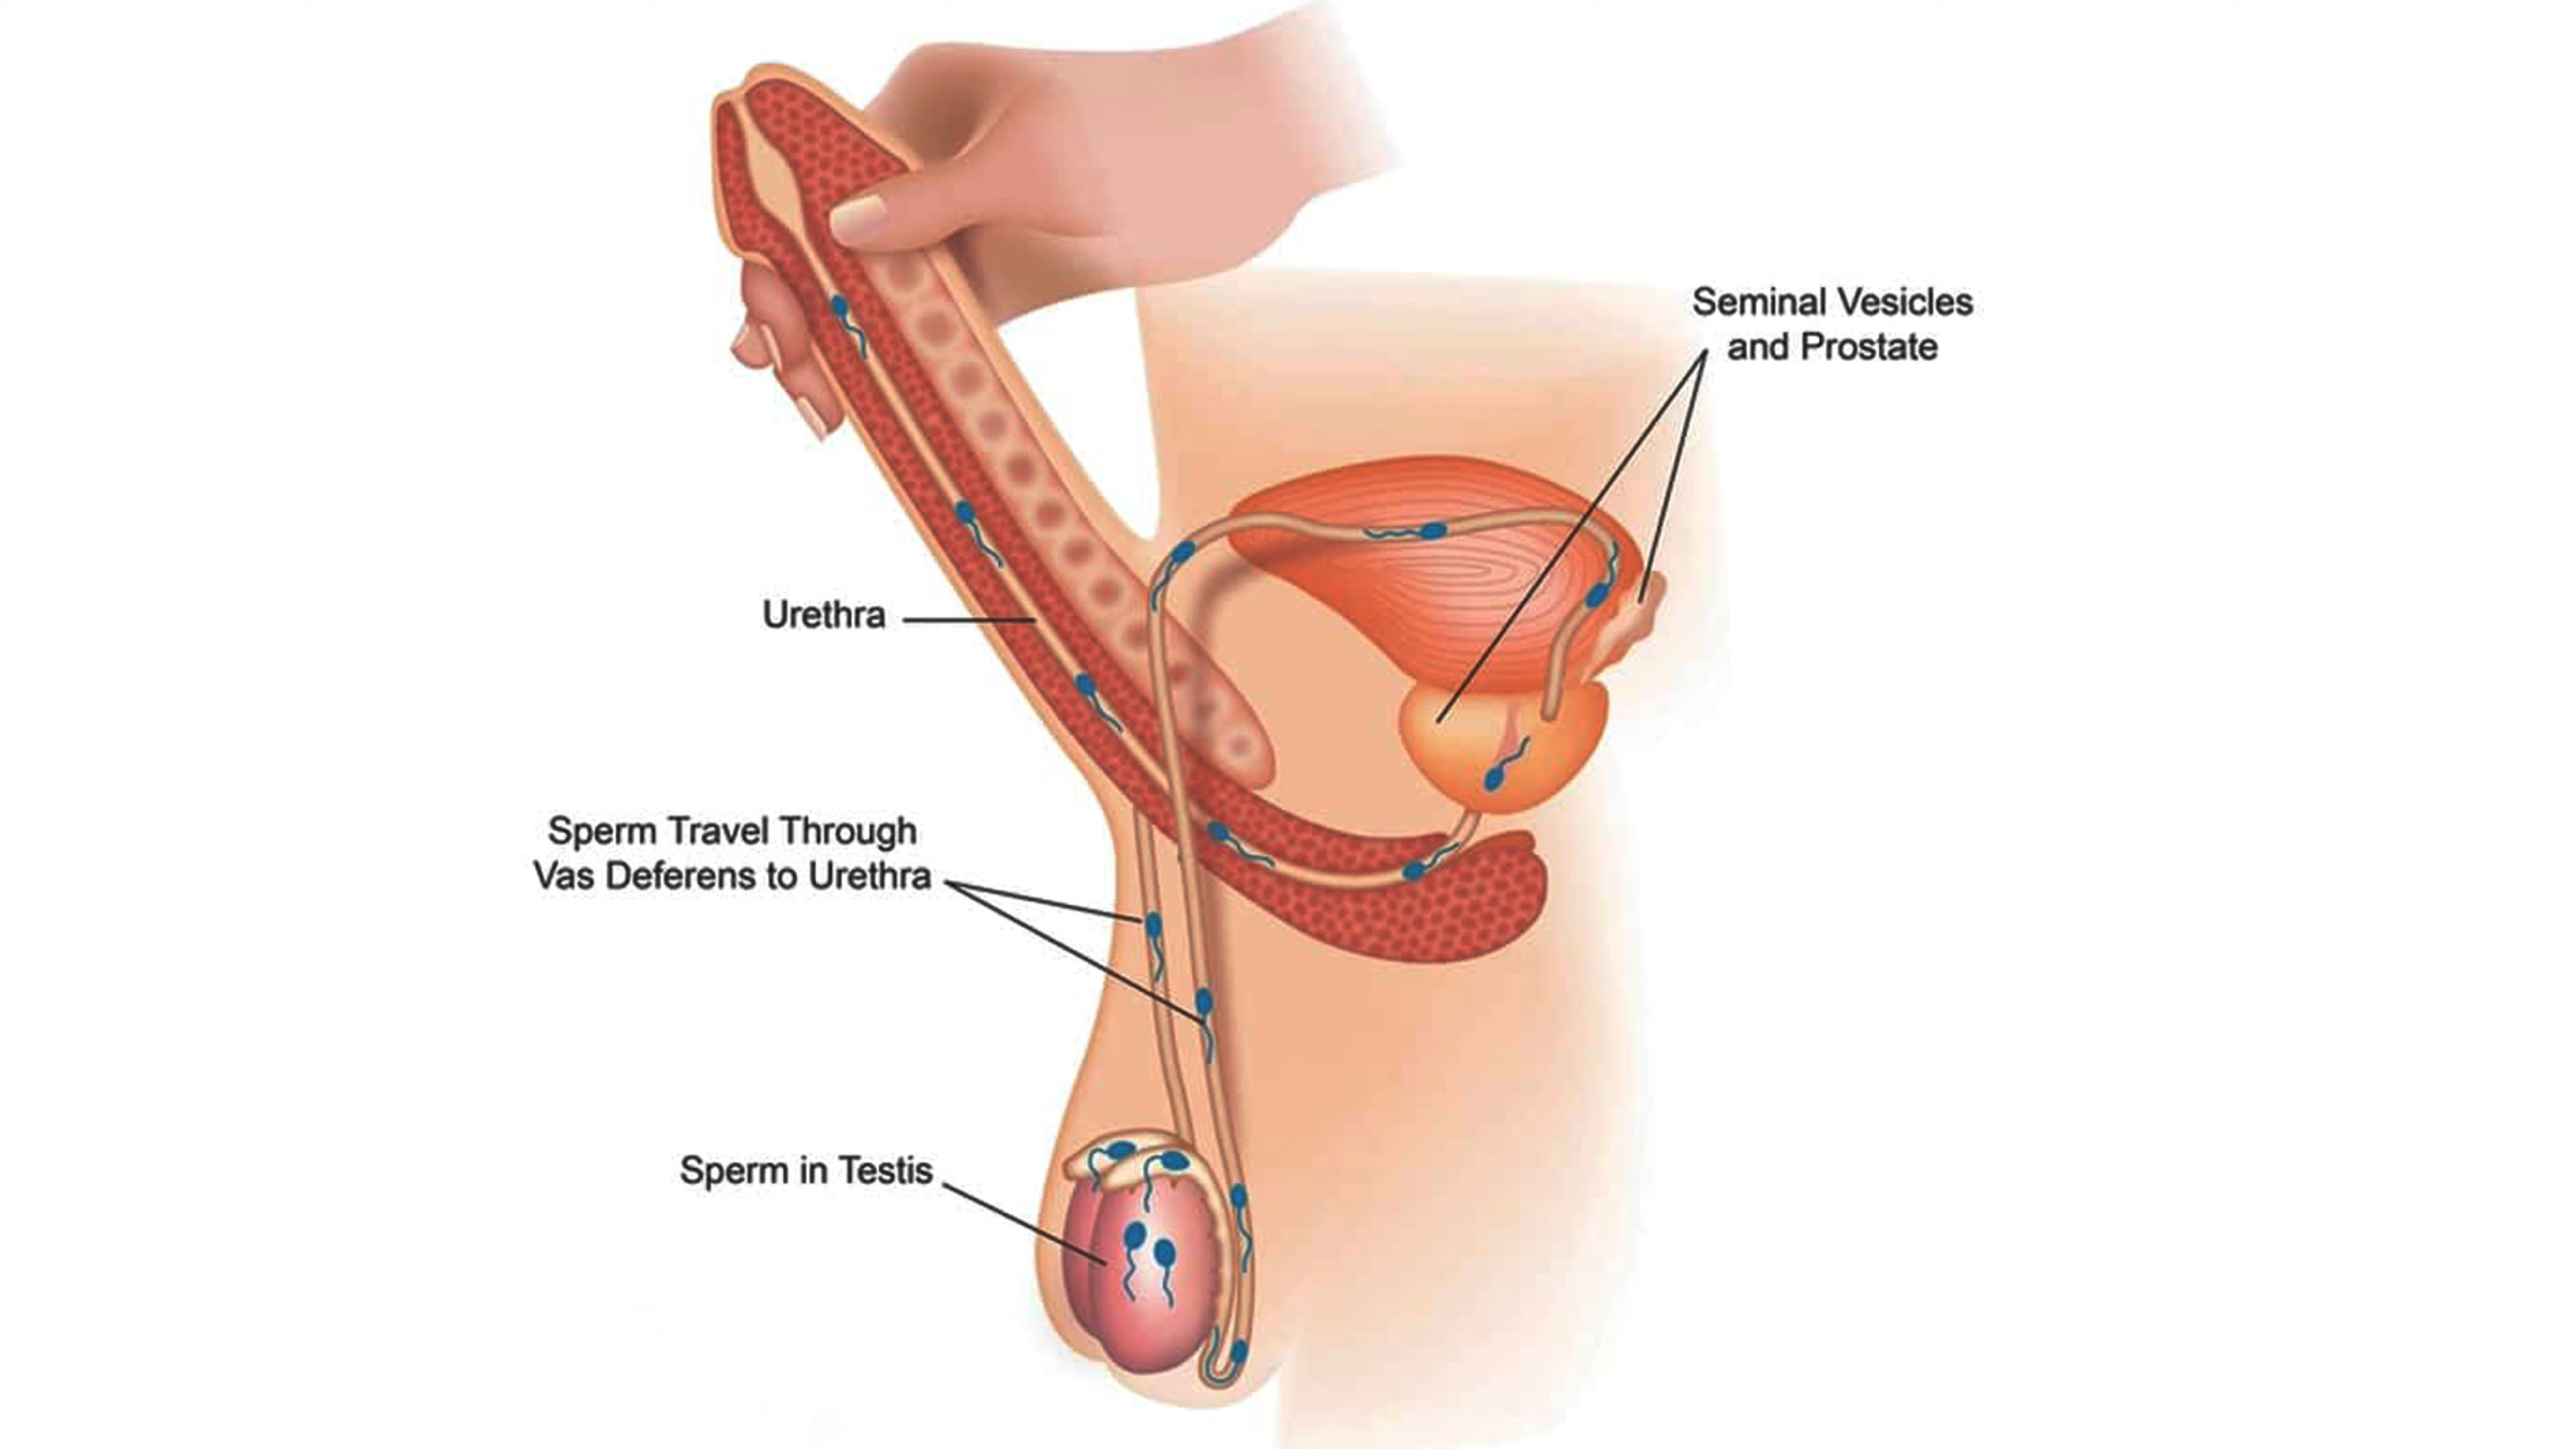 Seminal Vesicles
and Prostate
Urethra
Sperm Travel Through
Vas Deferens to Urethra
Sperm in Testis